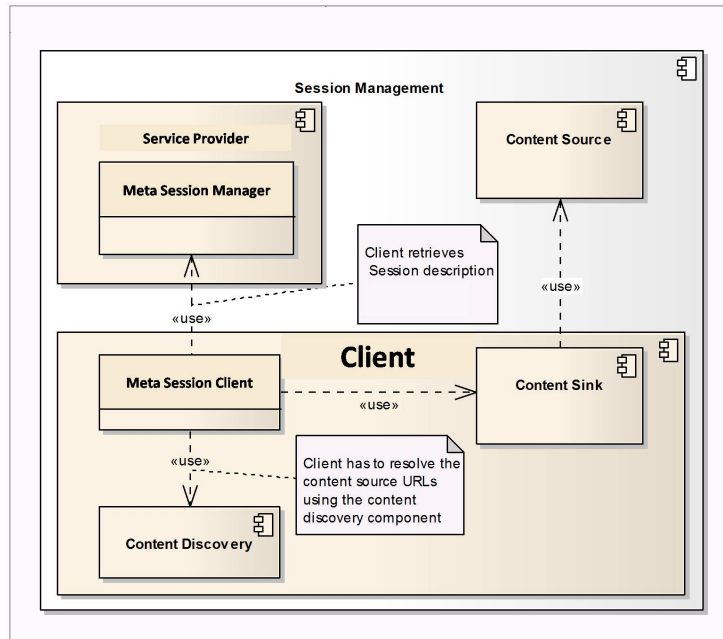 Session Management
Service Provider
Content Source
Meta Session Manager
Client retrieves
Session description
«use»
«use»
Client
Meta Session Client
Content Sink
«use»
«use»
Client has to resolve the
content source URLs
using the content
discovery component
Content Discovery